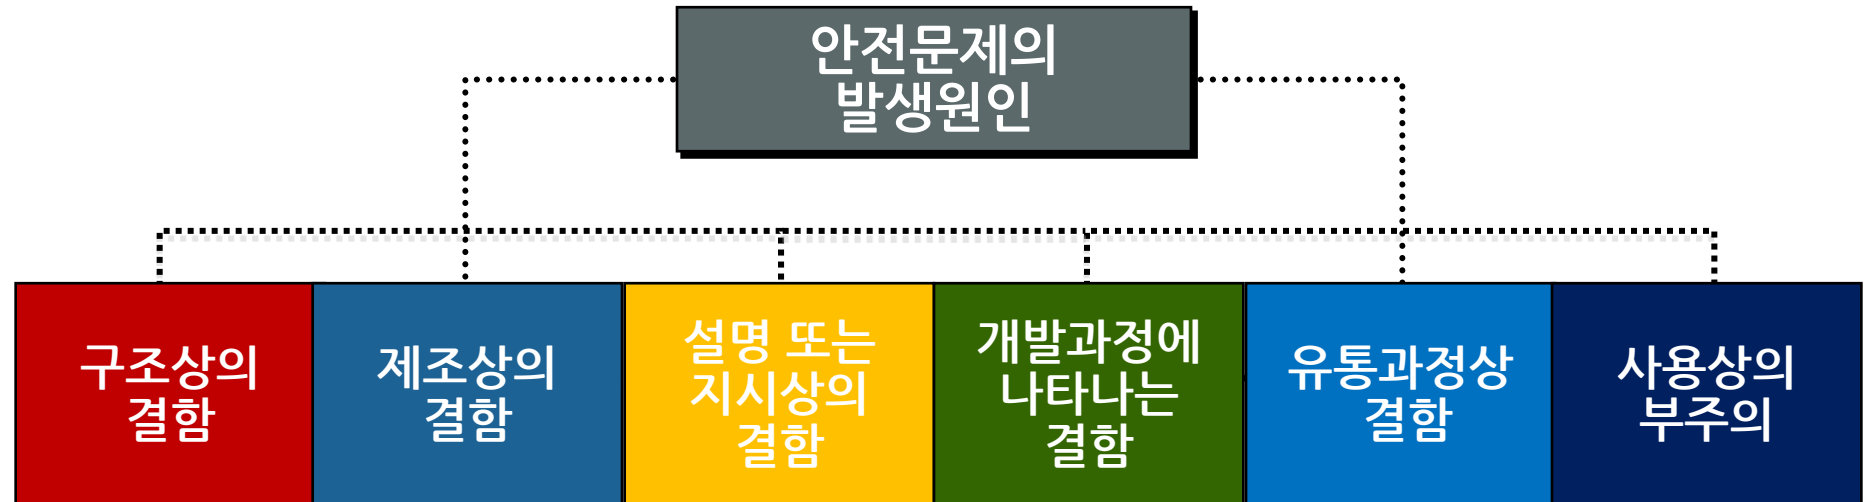 안전문제의
발생원인
구조상의
결함
제조상의
결함
설명 또는
지시상의
결함
개발과정에
나타나는
결함
유통과정상
결함
사용상의
부주의